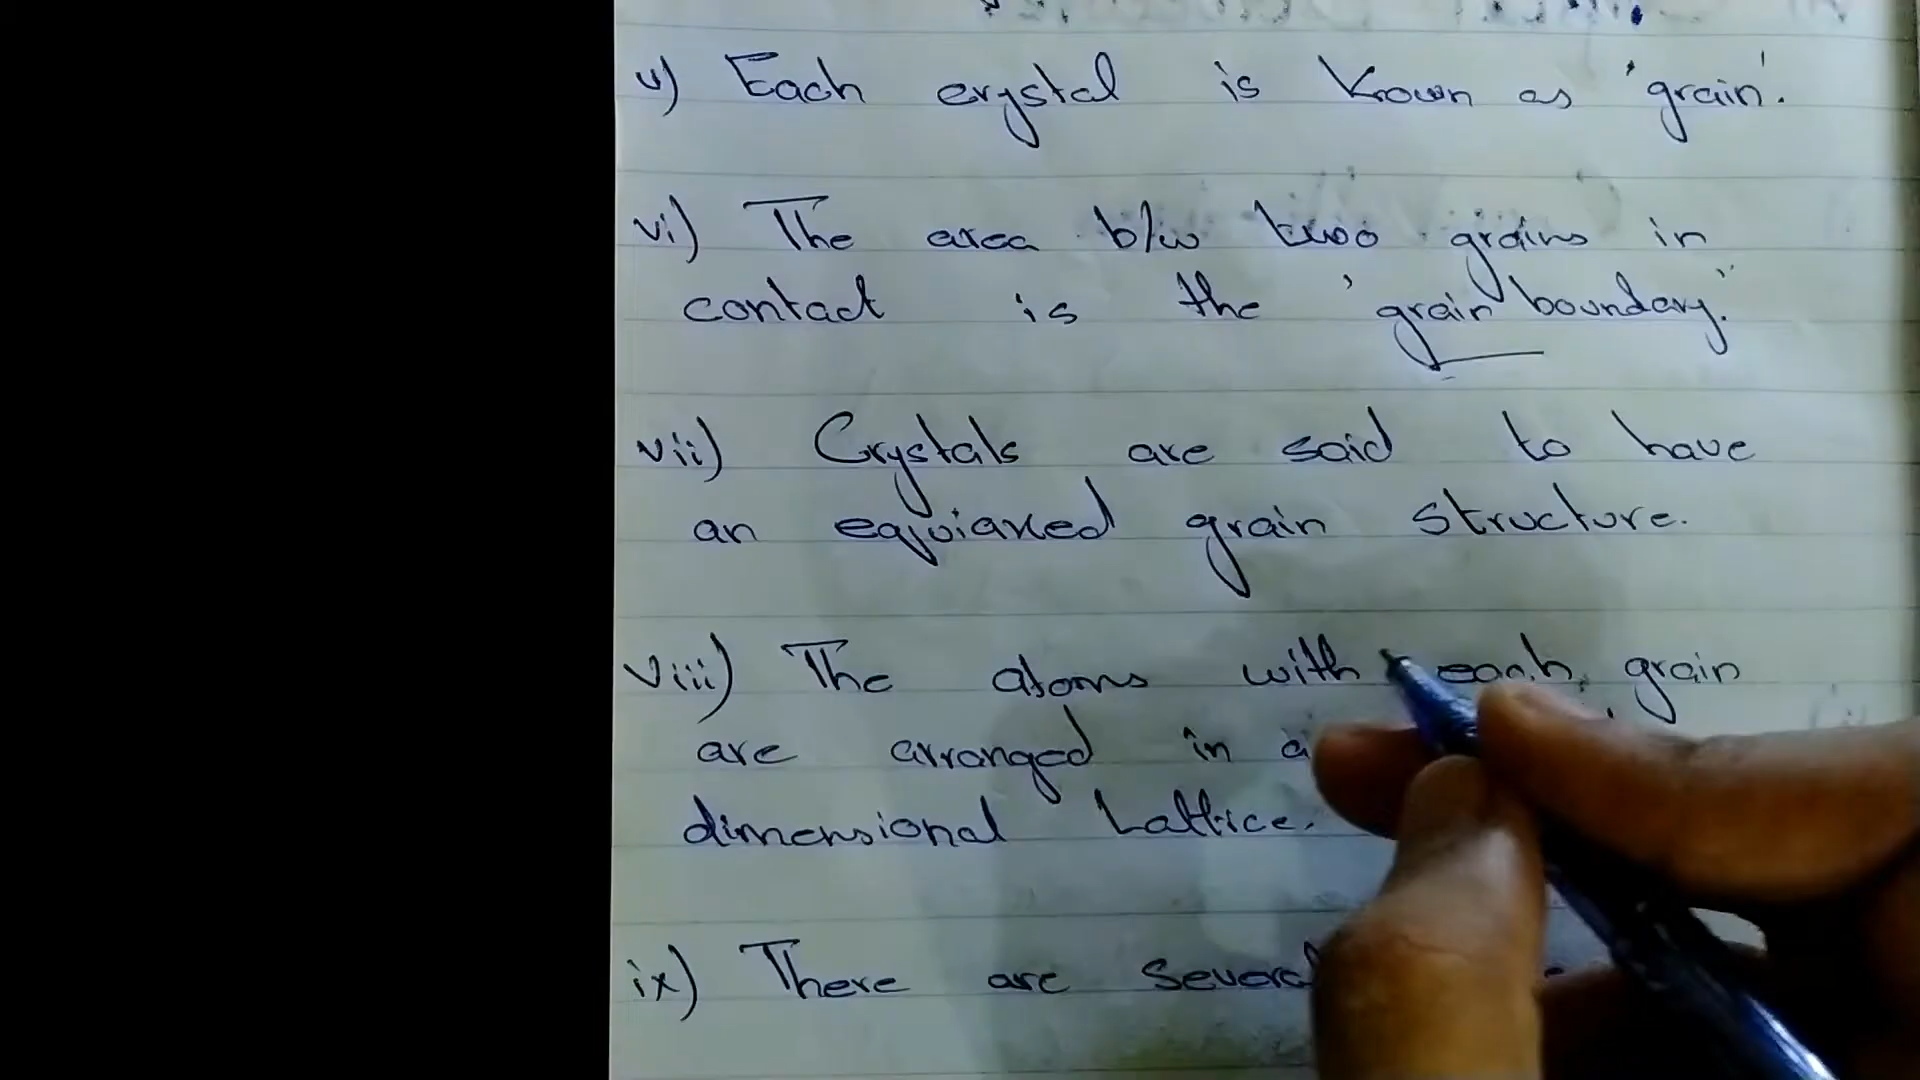 v) Each crystal is Known as 'grain'.
vi) The area b/w two grains in
contact is the 'grain boundary.'
vii) Crystals are said to have
an equiaxed grain structure.
viii) The atoms with each grain
are arranged in a
dimensional Lattice.
ix) There are several